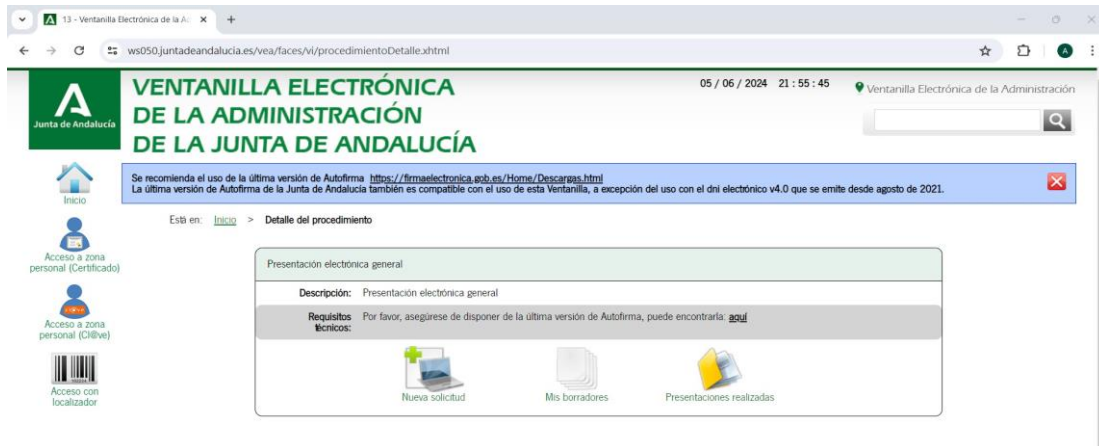 13 - Ventanilla Electrónica de la A
ws050.juntadeandalucia.es/vea/faces/vi/procedimientoDetalle.xhtml
A
Junta de Andalucía
VENTANILLA ELECTRÓNICA
DE LA ADMINISTRACIÓN
DE LA JUNTA DE ANDALUCÍA
05 / 06 / 2024 21 : 55 : 45
Ventanilla Electrónica de la Administración
Se recomienda el uso de la última versión de Autofirma https://firmaelectronica.gob.es/Home/Descargas.html
La última versión de Autofirma de la Junta de Andalucía también es compatible con el uso de esta Ventanilla, a excepción del uso con el dni electrónico v4.0 que se emite desde agosto de 2021.
Inicio
Acceso a zona
personal (Certificado)
Acceso a zona
personal (Cl@ve)
Acceso con
localizador
Está en: Inicio > Detalle del procedimiento
Presentación electrónica general
Descripción: Presentación electrónica general
Requisitos técnicos: Por favor, asegúrese de disponer de la última versión de Autofirma, puede encontrarla: aquí
Nueva solicitud Mis borradores Presentaciones realizadas